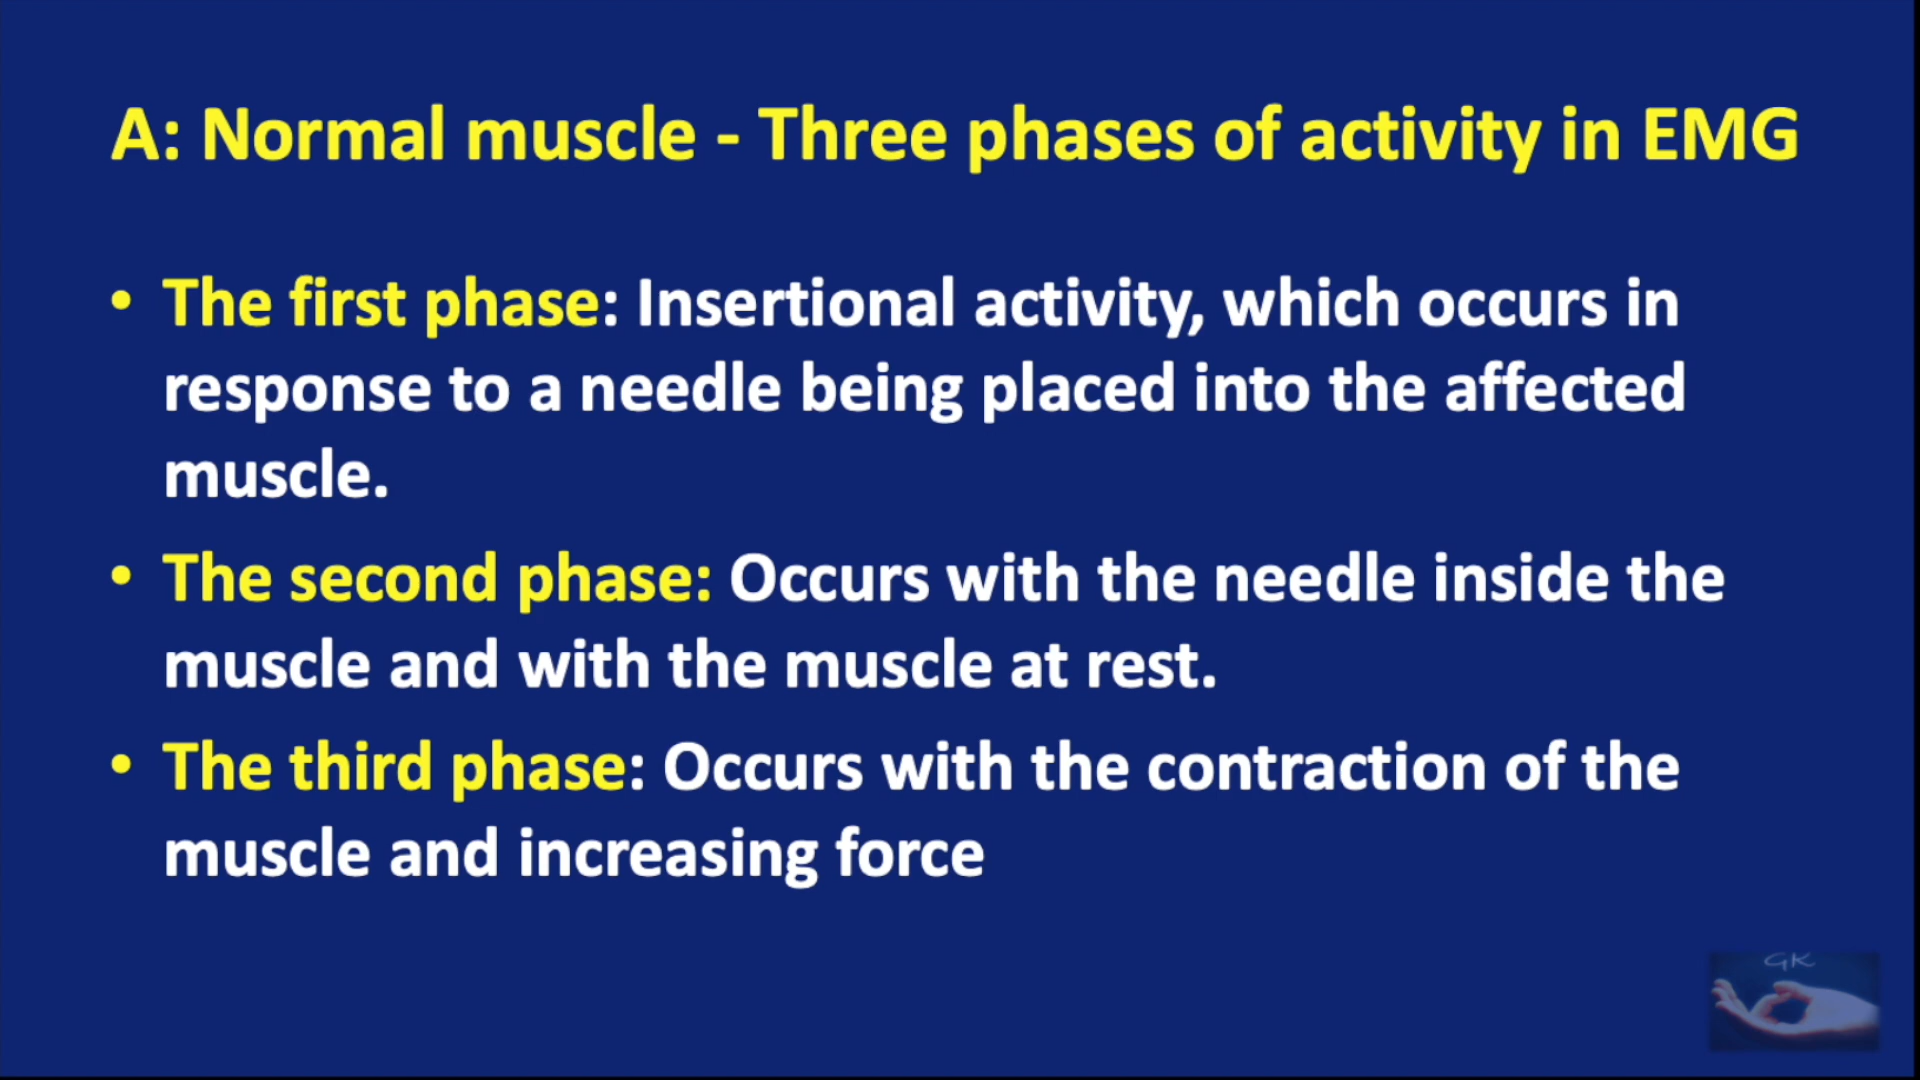 A: Normal muscle - Three phases of activity in EMG
• The first phase: Insertional activity, which occurs in
response to a needle being placed into the affected
muscle.
• The second phase: Occurs with the needle inside the
muscle and with the muscle at rest.
• The third phase: Occurs with the contraction of the
muscle and increasing force
GK